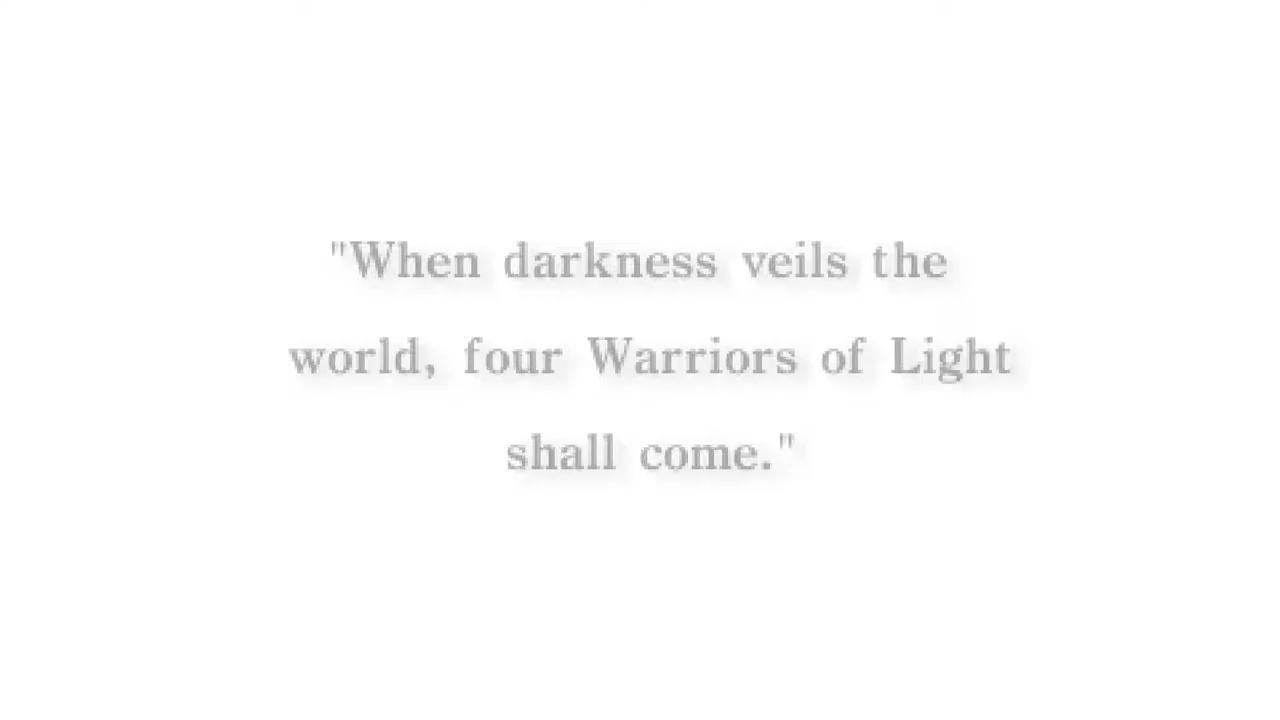 "When darkness veils the
world, four Warriors of Light
shall come."